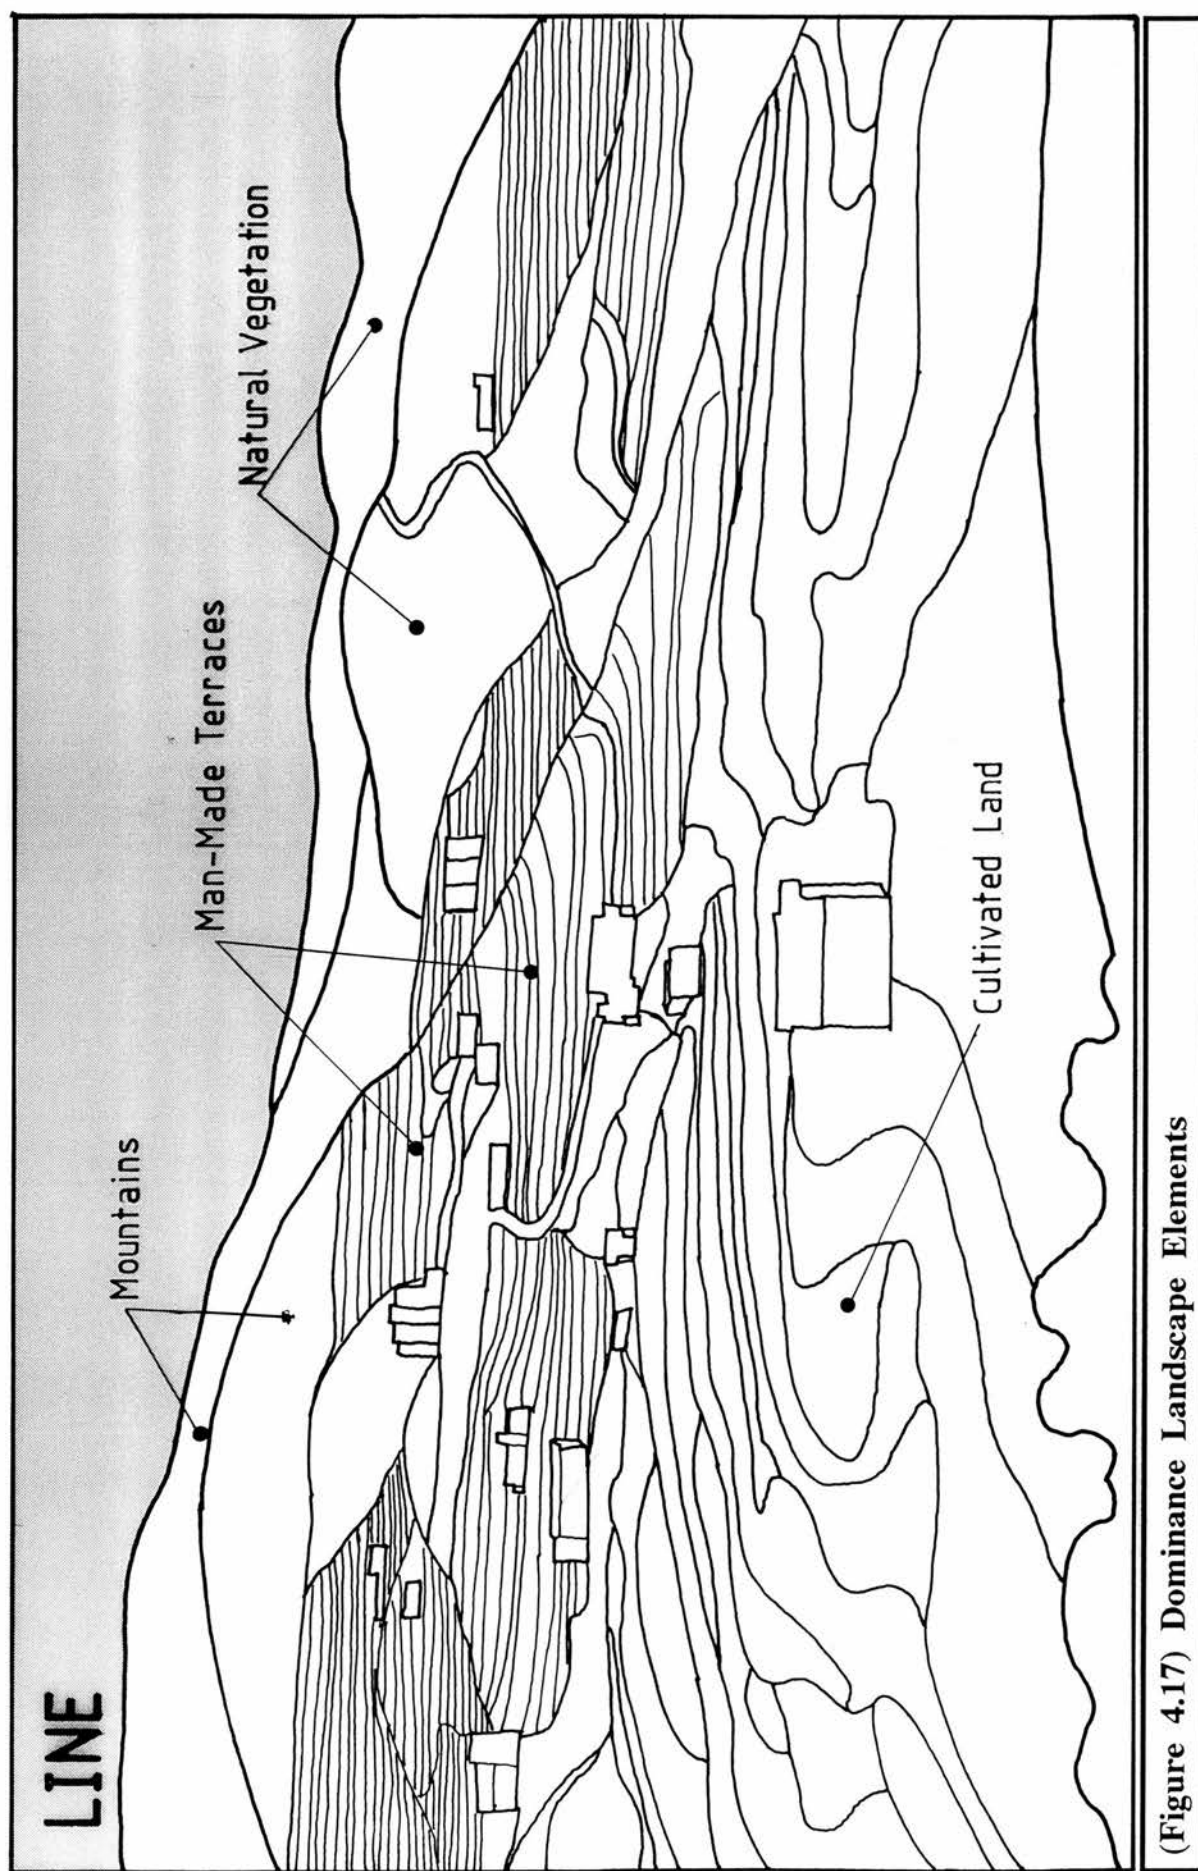 LINE
Mountains
Man-Made Terraces
Natural Vegetation
Cultivated Land
(Figure 4.17) Dominance Landscape Elements